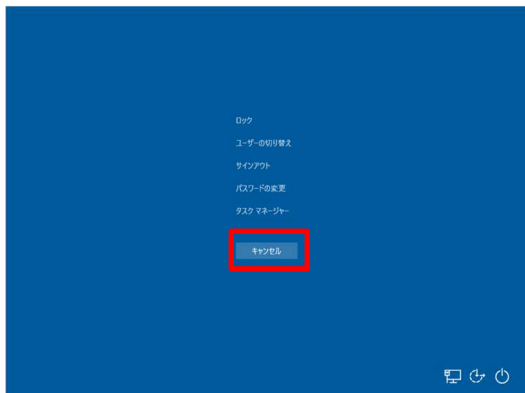 ロック
ユーザーの切り替え
サインアウト
パスワードの変更
タスク マネージャー
キャンセル